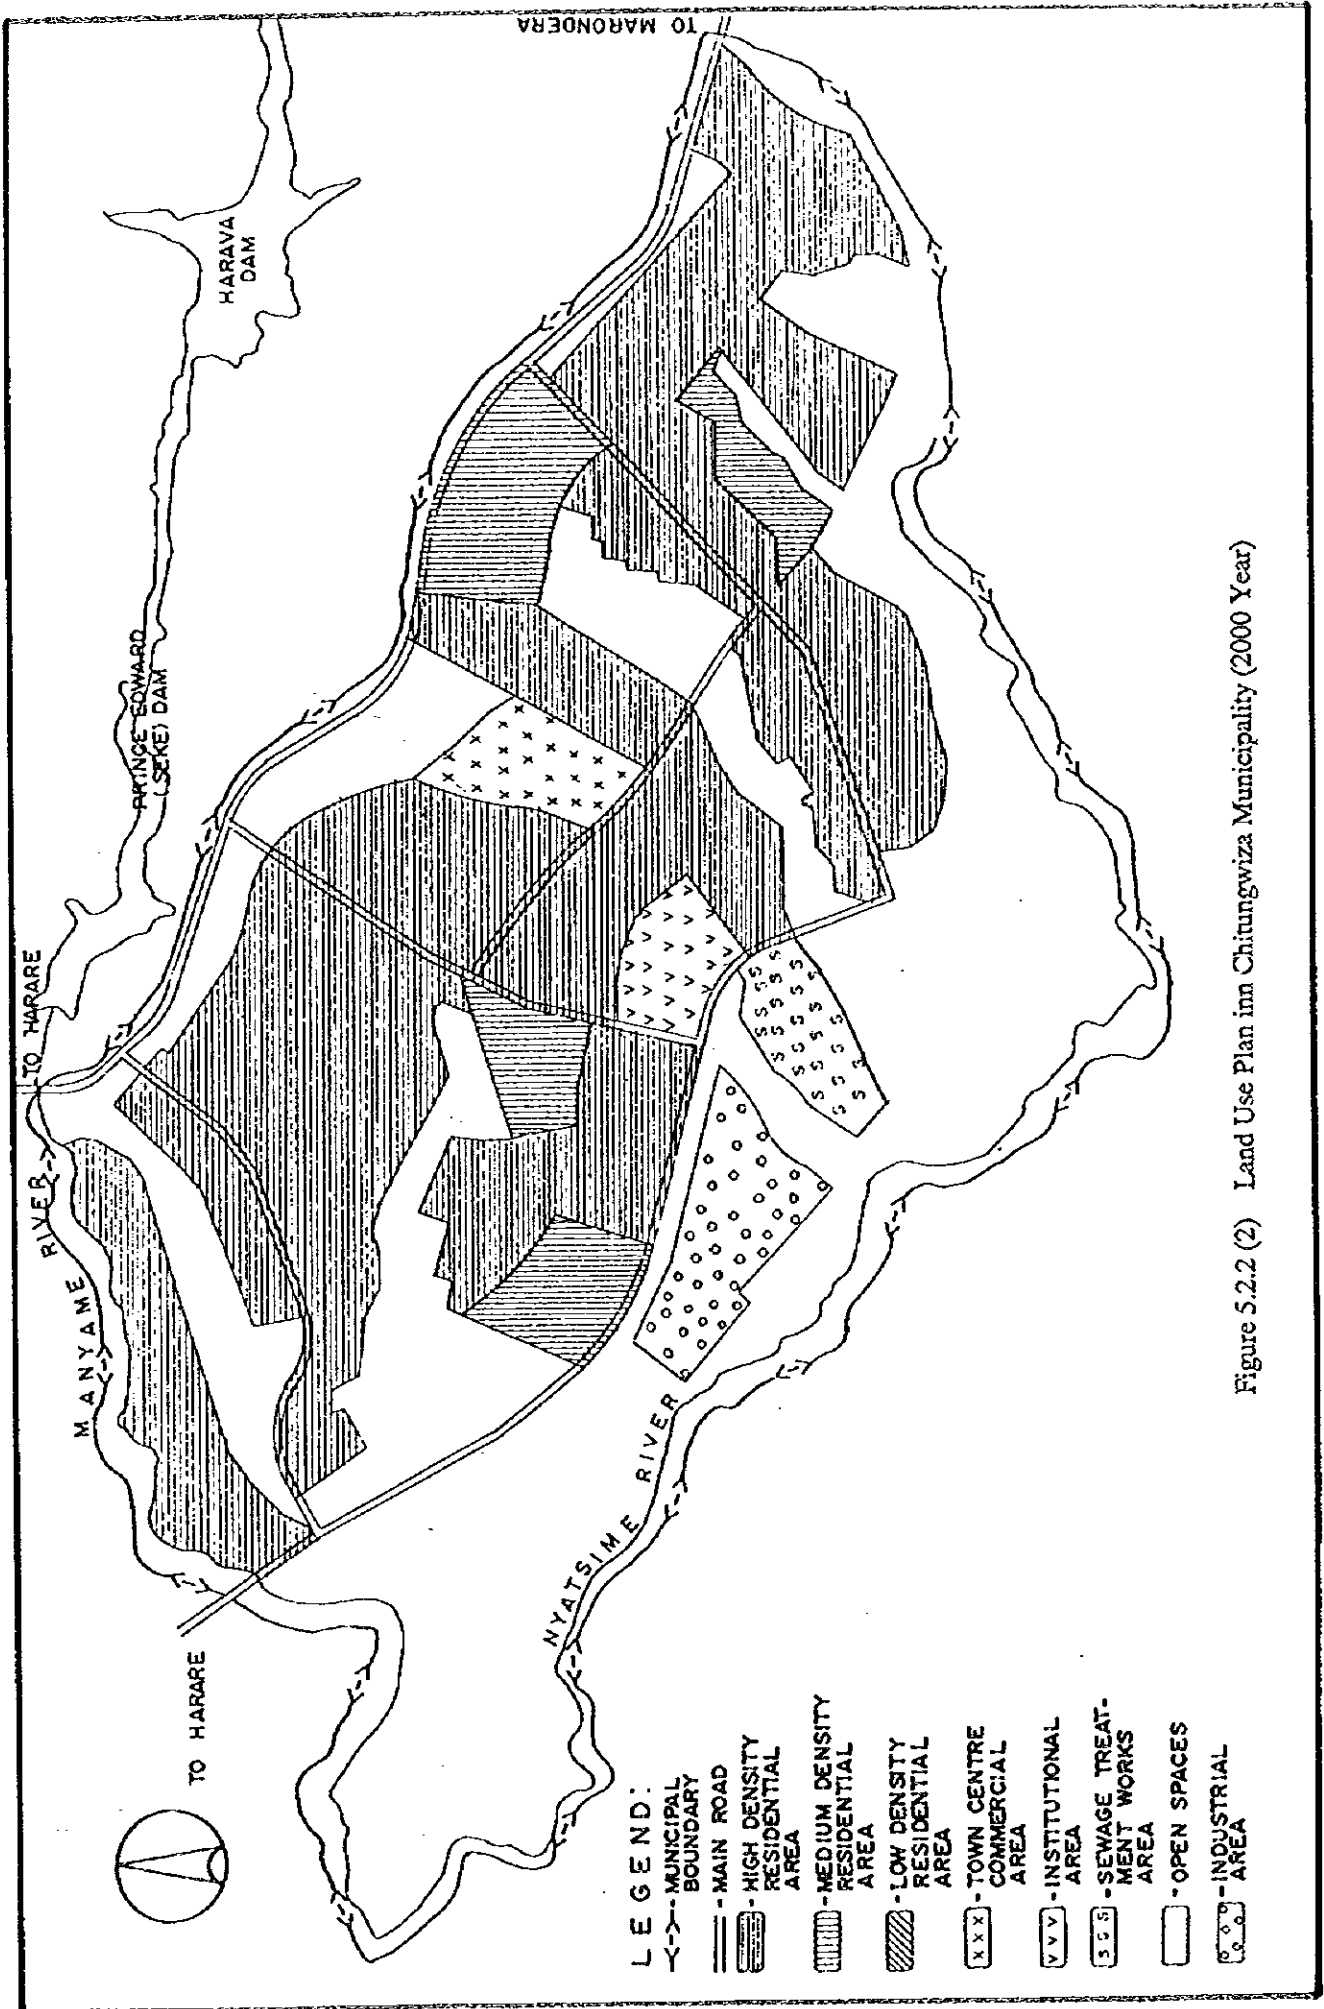 TO HARARE
TO HARARE
TO MARONDERA
MANYAME RIVER
PRINCE EDWARD
(SEKE) DAM
HARAVA
DAM
NYATSIME RIVER
LEGEND:
<-->- MUNICIPAL
BOUNDARY
- MAIN ROAD
- HIGH DENSITY
RESIDENTIAL
AREA
- MEDIUM DENSITY
RESIDENTIAL
AREA
- LOW DENSITY
RESIDENTIAL
AREA
x x x - TOWN CENTRE
COMMERCIAL
AREA
v v v - INSTITUTIONAL
AREA
s s s - SEWAGE TREAT-
MENT WORKS
AREA
- OPEN SPACES
- INDUSTRIAL
AREA
Figure 5.2.2 (2) Land Use Plan inn Chitungwiza Municipality (2000 Year)